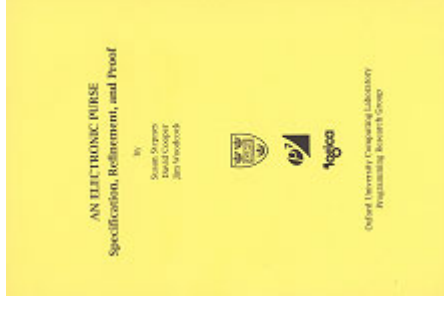 AN ELECTRONIC PURSE
Specification, Refinement, and Proof
by
Susan Stepney
David Cooper
Jim Woodcock
logica
Oxford University Computing Laboratory
Programming Research Group